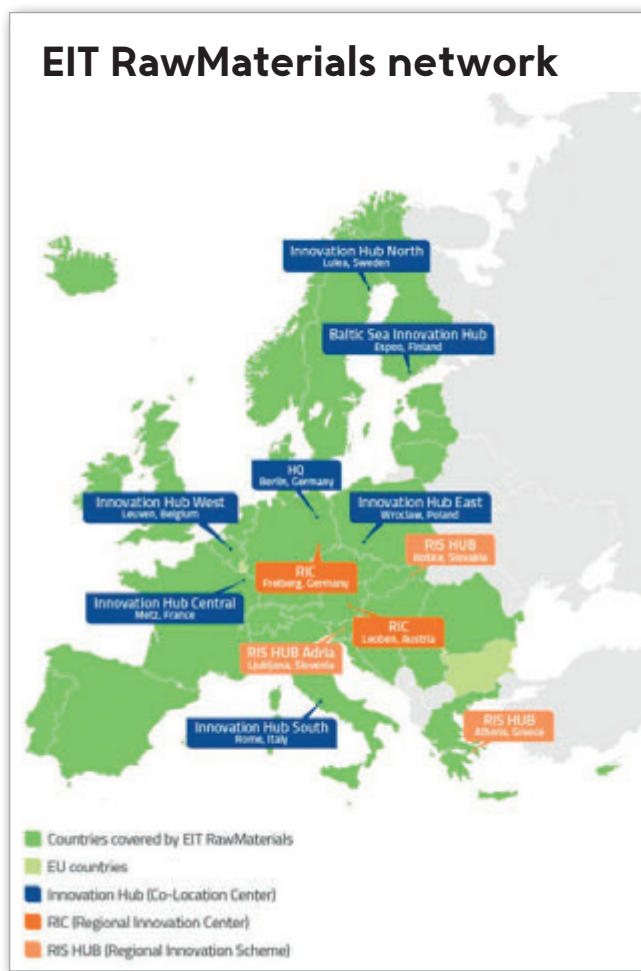 EIT RawMaterials network
Innovation Hub North
Lulea, Sweden
Baltic Sea Innovation Hub
Espoo, Finland
HQ
Berlin, Germany
Innovation Hub West
Leuven, Belgium
Innovation Hub East
Wroclaw, Poland
RIS HUB
Košice, Slovakia
RIC
Freiberg, Germany
Innovation Hub Central
Metz, France
RIC
Leoben, Austria
RIS HUB Adria
Ljubljana, Slovenia
Innovation Hub South
Rome, Italy
RIS HUB
Athens, Greece
Countries covered by EIT RawMaterials
EU countries
Innovation Hub (Co-Location Center)
RIC (Regional Innovation Center)
RIS HUB (Regional Innovation Scheme)